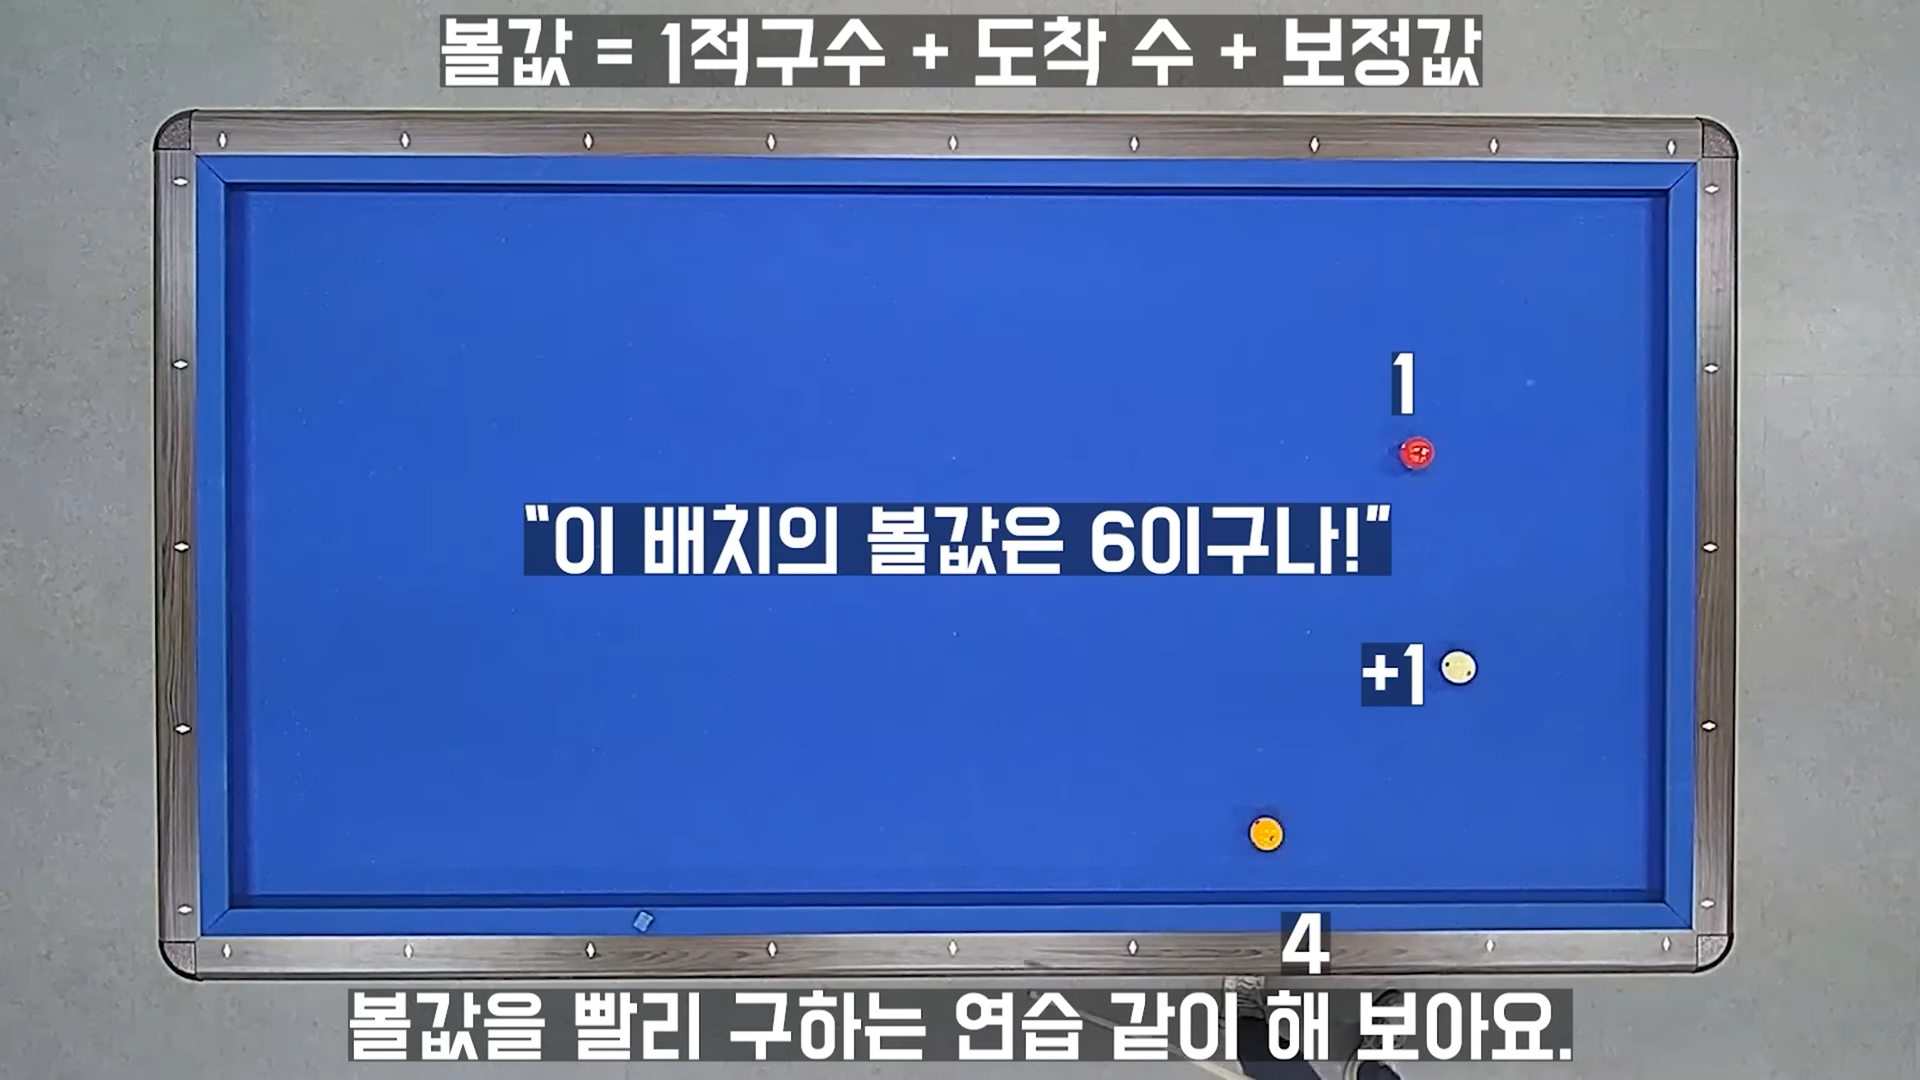 볼값 = 1적구수 + 도착 수 + 보정값
1
"이 배치의 볼값은 6이구나!"
+1
4
볼값을 빨리 구하는 연습 같이 해 보아요.